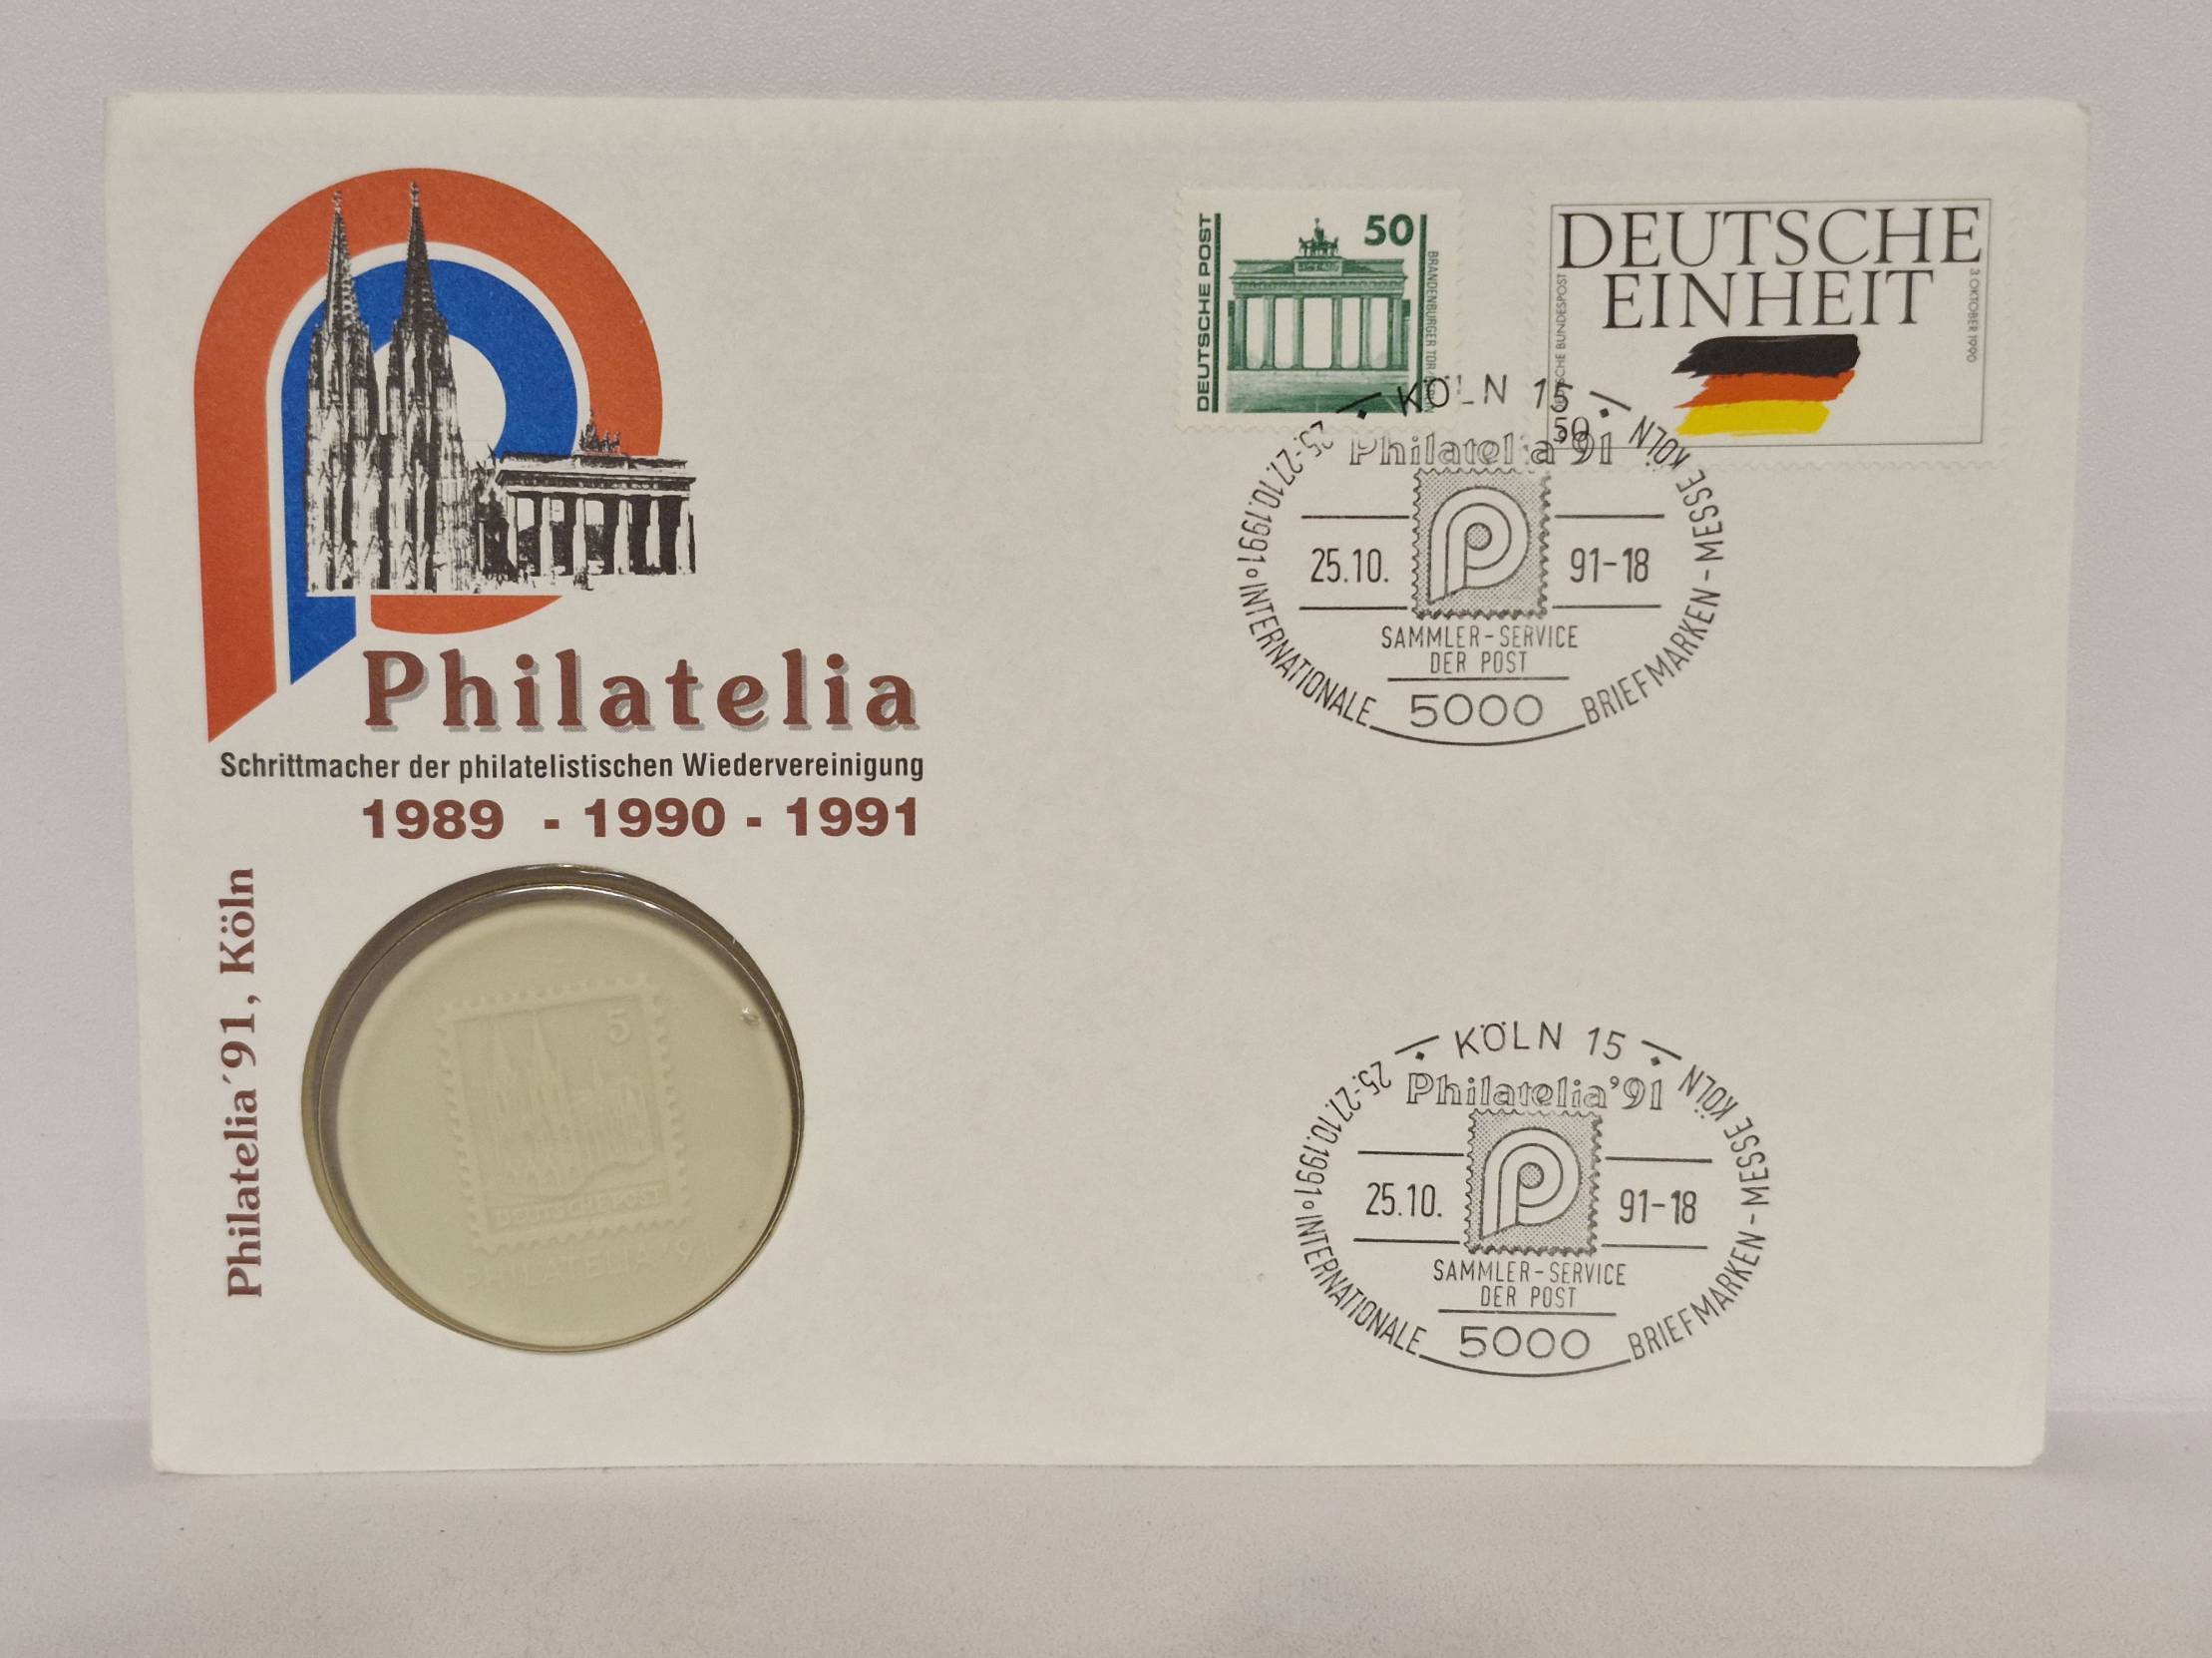 Philatelia
Schrittmacher der philatelistischen Wiedervereinigung
1989 - 1990 - 1991
Philatelia´91, Köln
5
DEUTSCHE POST
PHILATELIA 91
DEUTSCHE POST
50
BRANDENBURGER TOR
DEUTSCHE
EINHEIT
DEUTSCHE BUNDESPOST
3 OKTOBER 1990
50
KÖLN 15
Philatelia'91
25.10. 91-18
SAMMLER-SERVICE
DER POST
5000
25.-27.10.1991 ○ INTERNATIONALE BRIEFMARKEN-MESSE KÖLN
KÖLN 15
Philatelia'91
25.10. 91-18
SAMMLER-SERVICE
DER POST
5000
25.-27.10.1991 ○ INTERNATIONALE BRIEFMARKEN-MESSE KÖLN